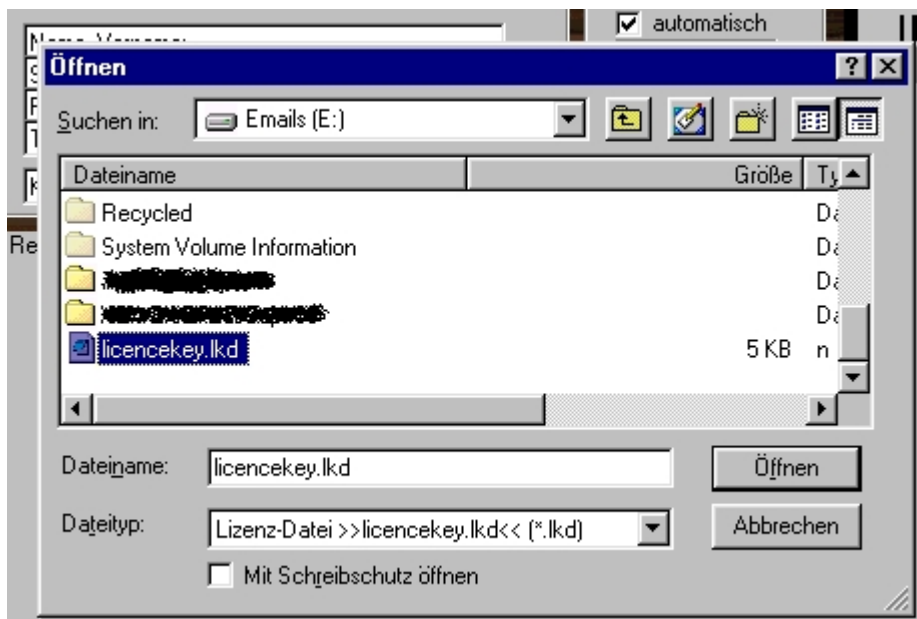 automatisch
Öffnen
Suchen in: Emails (E:)
Dateiname Größe
Recycled
System Volume Information
licencekey.lkd 5 KB n
Dateiname: licencekey.lkd Öffnen
Dateityp: Lizenz-Datei >>licencekey.lkd<< (*.lkd) Abbrechen
Mit Schreibschutz öffnen